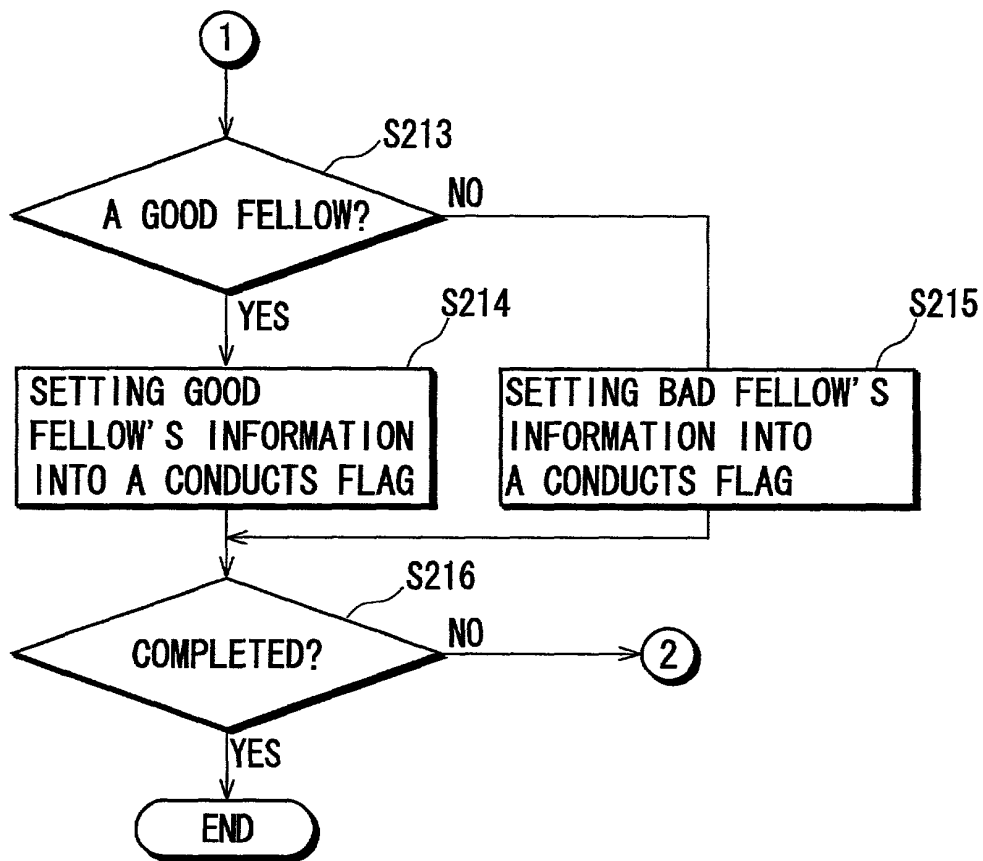 1
S213
A GOOD FELLOW?
NO
YES
S214
SETTING GOOD
FELLOW'S INFORMATION
INTO A CONDUCTS FLAG
S215
SETTING BAD FELLOW'S
INFORMATION INTO
A CONDUCTS FLAG
S216
COMPLETED?
NO
2
YES
END